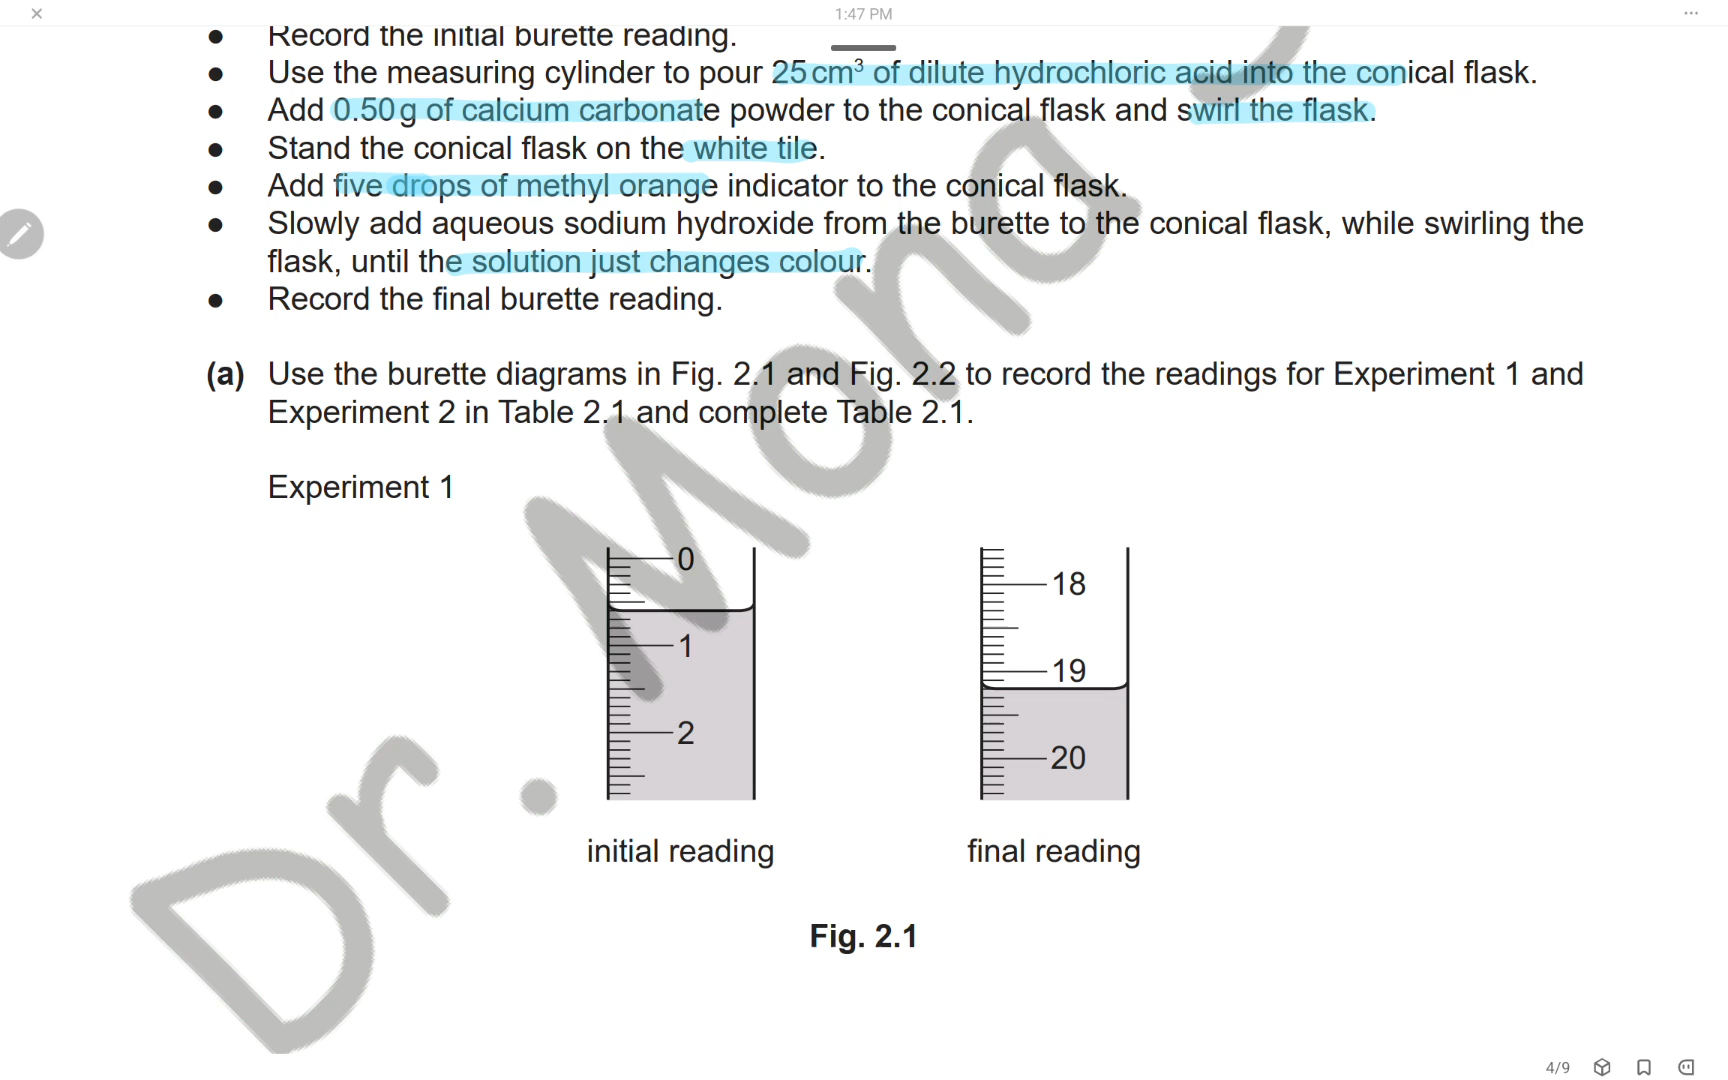 1:47 PM
● Record the initial burette reading.
● Use the measuring cylinder to pour 25 cm³ of dilute hydrochloric acid into the conical flask.
● Add 0.50 g of calcium carbonate powder to the conical flask and swirl the flask.
● Stand the conical flask on the white tile.
● Add five drops of methyl orange indicator to the conical flask.
● Slowly add aqueous sodium hydroxide from the burette to the conical flask, while swirling the
flask, until the solution just changes colour.
● Record the final burette reading.
(a) Use the burette diagrams in Fig. 2.1 and Fig. 2.2 to record the readings for Experiment 1 and
Experiment 2 in Table 2.1 and complete Table 2.1.
Experiment 1
0
1
2
18
19
20
initial reading
final reading
Fig. 2.1
Dr. Mona
4/9